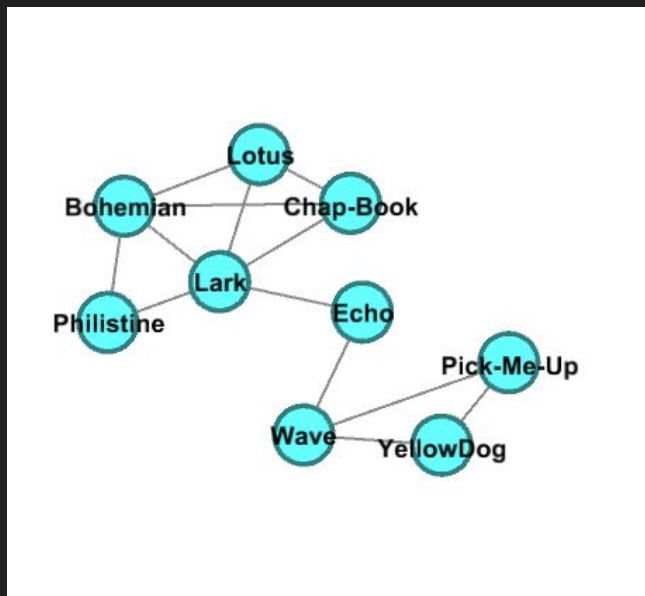 Lotus
Bohemian
Chap-Book
Lark
Echo
Philistine
Pick-Me-Up
Wave
YellowDog